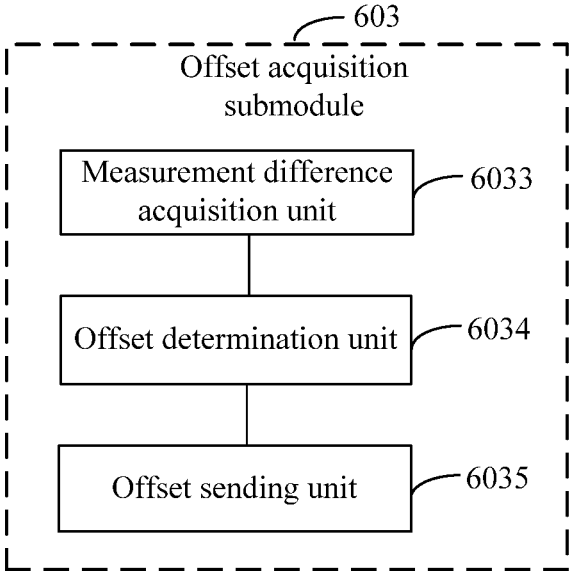 603
Offset acquisition
submodule
Measurement difference
acquisition unit
6033
Offset determination unit
6034
Offset sending unit
6035